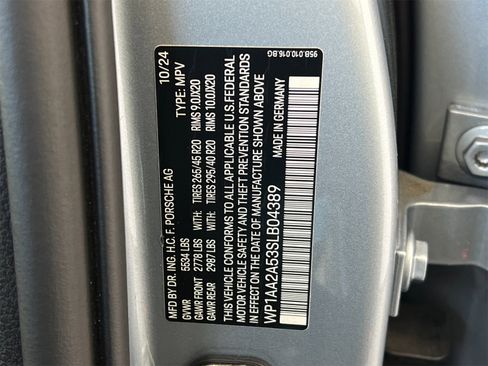 95B.010.016.BG
MFD BY DR. ING. H.C. F. PORSCHE AG 10/24
GVWR 5534 LBS TYPE: MPV
GAWR FRONT 2778 LBS WITH: TIRES 265/45 R20 RIMS 9.0JX20
GAWR REAR 2987 LBS WITH: TIRES 295/40 R20 RIMS 10.0JX20
THIS VEHICLE CONFORMS TO ALL APPLICABLE U.S.FEDERAL
MOTOR VEHICLE SAFETY AND THEFT PREVENTION STANDARDS
IN EFFECT ON THE DATE OF MANUFACTURE SHOWN ABOVE
WP1AA2A53SLB04389 MADE IN GERMANY